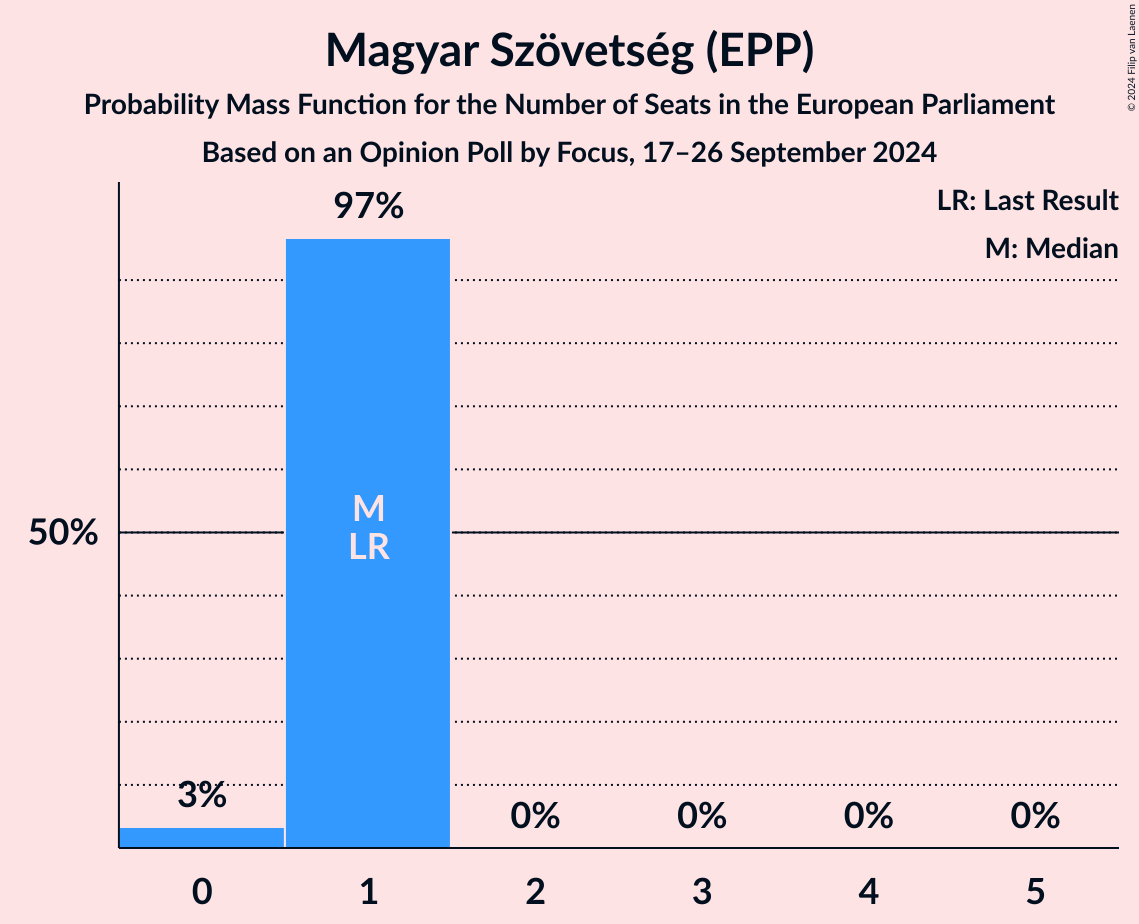 Magyar Szövetség (EPP)
Probability Mass Function for the Number of Seats in the European Parliament
Based on an Opinion Poll by Focus, 17–26 September 2024
© 2024 Filip van Laenen
LR: Last Result
M: Median
97%
50%
M
LR
3%
0%
0%
0%
0%
0
1
2
3
4
5